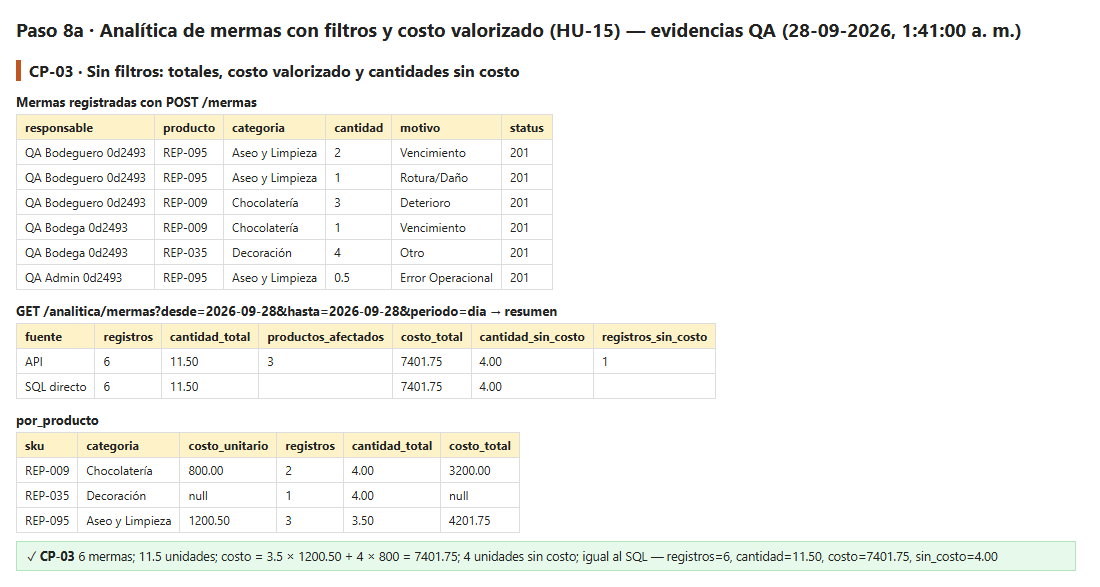 Paso 8a · Analítica de mermas con filtros y costo valorizado (HU-15) — evidencias QA (28-09-2026, 1:41:00 a. m.)
CP-03 · Sin filtros: totales, costo valorizado y cantidades sin costo
Mermas registradas con POST /mermas
responsable producto categoria cantidad motivo status
QA Bodeguero 0d2493 REP-095 Aseo y Limpieza 2 Vencimiento 201
QA Bodeguero 0d2493 REP-095 Aseo y Limpieza 1 Rotura/Daño 201
QA Bodeguero 0d2493 REP-009 Chocolatería 3 Deterioro 201
QA Bodega 0d2493 REP-009 Chocolatería 1 Vencimiento 201
QA Bodega 0d2493 REP-035 Decoración 4 Otro 201
QA Admin 0d2493 REP-095 Aseo y Limpieza 0.5 Error Operacional 201
GET /analitica/mermas?desde=2026-09-28&hasta=2026-09-28&periodo=dia → resumen
fuente registros cantidad_total productos_afectados costo_total cantidad_sin_costo registros_sin_costo
API 6 11.50 3 7401.75 4.00 1
SQL directo 6 11.50 7401.75 4.00
por_producto
sku categoria costo_unitario registros cantidad_total costo_total
REP-009 Chocolatería 800.00 2 4.00 3200.00
REP-035 Decoración null 1 4.00 null
REP-095 Aseo y Limpieza 1200.50 3 3.50 4201.75
✓ CP-03 6 mermas; 11.5 unidades; costo = 3.5 × 1200.50 + 4 × 800 = 7401.75; 4 unidades sin costo; igual al SQL — registros=6, cantidad=11.50, costo=7401.75, sin_costo=4.00